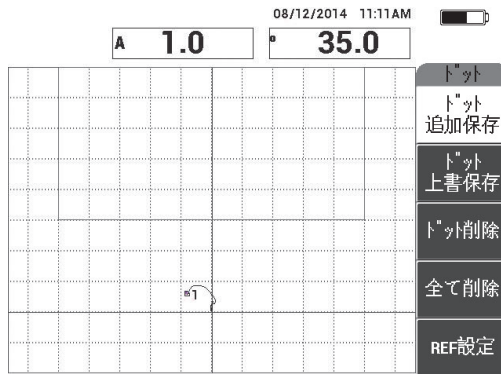 08/12/2014 11:11AM
A 1.0 ° 35.0
ドット
ドット
追加保存
ドット
上書保存
ドット削除
全て削除
REF設定
1